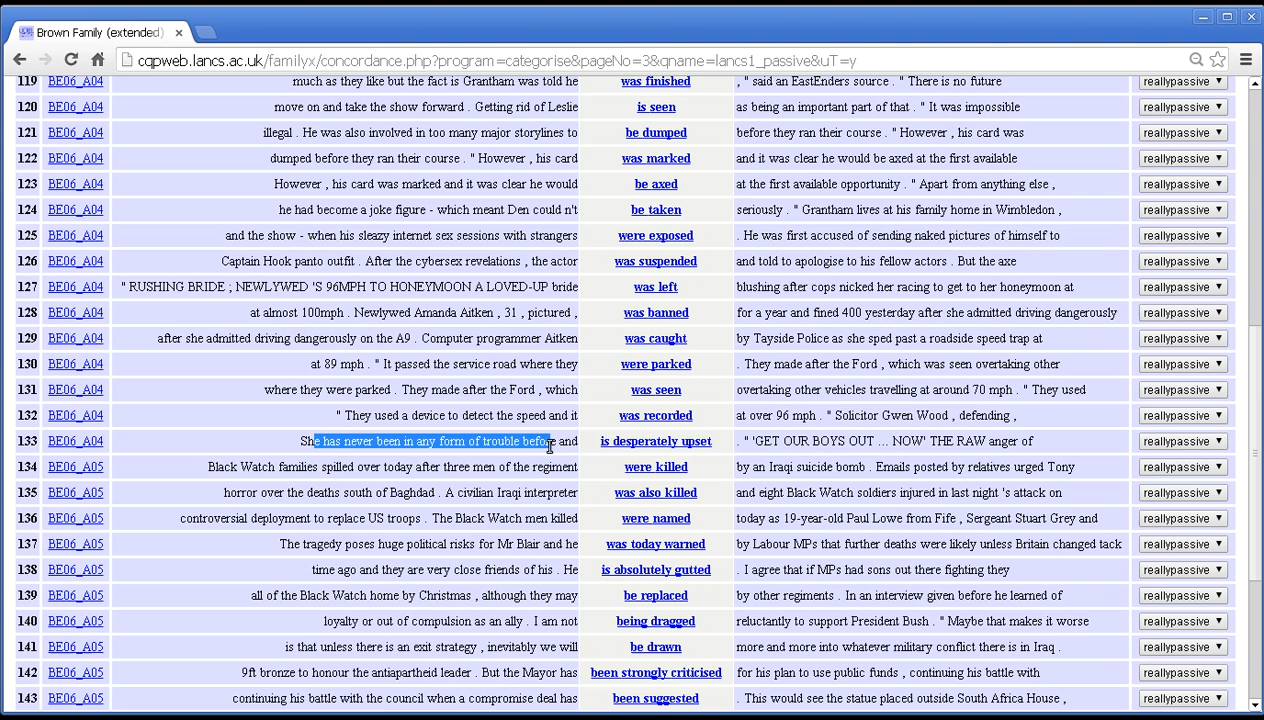 Brown Family (extended)
cqpweb.lancs.ac.uk/familyx/concordance.php?program=categorise&pageNo=3&qname=lancs1_passive&uT=y
119 BE06_A04 much as they like but the fact is Grantham was told he was finished , " said an EastEnders source . " There is no future reallypassive
120 BE06_A04 move on and take the show forward . Getting rid of Leslie is seen as being an important part of that . " It was impossible reallypassive
121 BE06_A04 illegal . He was also involved in too many major storylines to be dumped before they ran their course . " However , his card was reallypassive
122 BE06_A04 dumped before they ran their course . " However , his card was marked and it was clear he would be axed at the first available reallypassive
123 BE06_A04 However , his card was marked and it was clear he would be axed at the first available opportunity . " Apart from anything else , reallypassive
124 BE06_A04 he had become a joke figure - which meant Den could n't be taken seriously . " Grantham lives at his family home in Wimbledon , reallypassive
125 BE06_A04 and the show - when his sleazy internet sex sessions with strangers were exposed . He was first accused of sending naked pictures of himself to reallypassive
126 BE06_A04 Captain Hook panto outfit . After the cybersex revelations , the actor was suspended and told to apologise to his fellow actors . But the axe reallypassive
127 BE06_A04 " RUSHING BRIDE ; NEWLYWED 'S 96MPH TO HONEYMOON A LOVED-UP bride was left blushing after cops nicked her racing to get to her honeymoon at reallypassive
128 BE06_A04 at almost 100mph . Newlywed Amanda Aitken , 31 , pictured , was banned for a year and fined 400 yesterday after she admitted driving dangerously reallypassive
129 BE06_A04 after she admitted driving dangerously on the A9 . Computer programmer Aitken was caught by Tayside Police as she sped past a roadside speed trap at reallypassive
130 BE06_A04 at 89 mph . " It passed the service road where they were parked . They made after the Ford , which was seen overtaking other reallypassive
131 BE06_A04 where they were parked . They made after the Ford , which was seen overtaking other vehicles travelling at around 70 mph . " They used reallypassive
132 BE06_A04 " They used a device to detect the speed and it was recorded at over 96 mph . " Solicitor Gwen Wood , defending , reallypassive
133 BE06_A04 She has never been in any form of trouble before and is desperately upset . " 'GET OUR BOYS OUT ... NOW' THE RAW anger of reallypassive
134 BE06_A05 Black Watch families spilled over today after three men of the regiment were killed by an Iraqi suicide bomb . Emails posted by relatives urged Tony reallypassive
135 BE06_A05 horror over the deaths south of Baghdad . A civilian Iraqi interpreter was also killed and eight Black Watch soldiers injured in last night 's attack on reallypassive
136 BE06_A05 controversial deployment to replace US troops . The Black Watch men killed were named today as 19-year-old Paul Lowe from Fife , Sergeant Stuart Grey and reallypassive
137 BE06_A05 The tragedy poses huge political risks for Mr Blair and he was today warned by Labour MPs that further deaths were likely unless Britain changed tack reallypassive
138 BE06_A05 time ago and they are very close friends of his . He is absolutely gutted . I agree that if MPs had sons out there fighting they reallypassive
139 BE06_A05 all of the Black Watch home by Christmas , although they may be replaced by other regiments . In an interview given before he learned of reallypassive
140 BE06_A05 loyalty or out of compulsion as an ally . I am not being dragged reluctantly to support President Bush . " Maybe that makes it worse reallypassive
141 BE06_A05 is that unless there is an exit strategy , inevitably we will be drawn more and more into whatever military conflict there is in Iraq . reallypassive
142 BE06_A05 9ft bronze to honour the antiapartheid leader . But the Mayor has been strongly criticised for his plan to use public funds , continuing his battle with reallypassive
143 BE06_A05 continuing his battle with the council when a compromise deal has been suggested . This would see the statue placed outside South Africa House , reallypassive